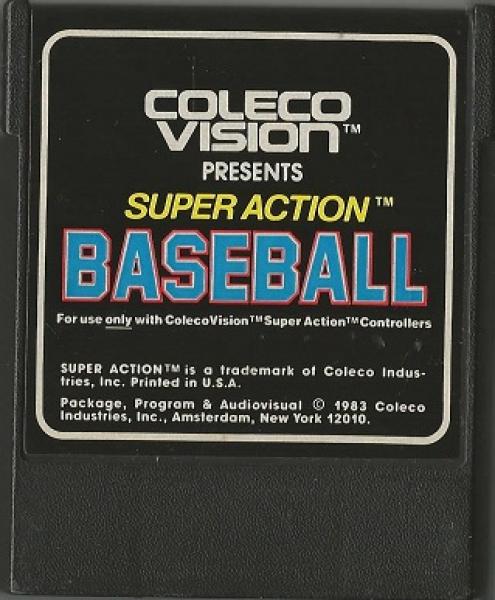 COLECO
VISION™
PRESENTS
SUPER ACTION™
BASEBALL
For use only with ColecoVision™ Super Action™ Controllers
SUPER ACTION™ is a trademark of Coleco Indus-
tries, Inc. Printed in U.S.A.
Package, Program & Audiovisual © 1983 Coleco
Industries, Inc., Amsterdam, New York 12010.